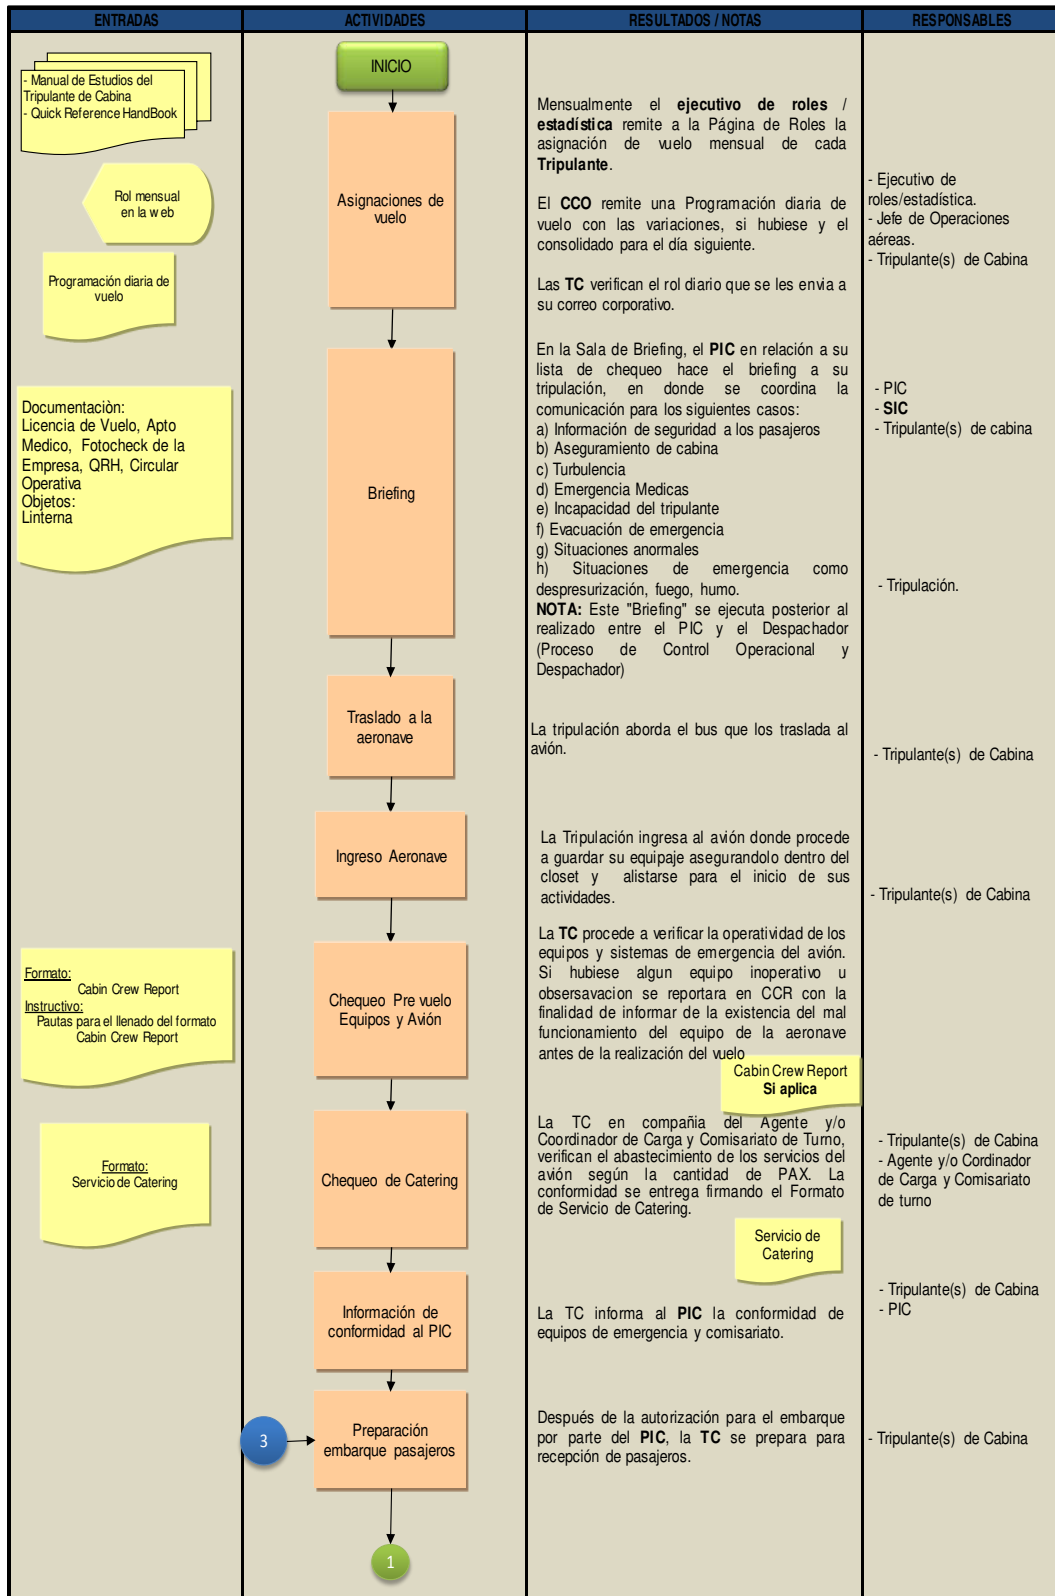 ENTRADAS
ACTIVIDADES
RESULTADOS / NOTAS
RESPONSABLES
- Manual de Estudios del
Tripulante de Cabina
- Quick Reference HandBook
Rol mensual
en la web
Programación diaria de
vuelo
INICIO
Asignaciones de
vuelo
Mensualmente el ejecutivo de roles /
estadística remite a la Página de Roles la
asignación de vuelo mensual de cada
Tripulante.
El CCO remite una Programación diaria de
vuelo con las variaciones, si hubiese y el
consolidado para el día siguiente.
Las TC verifican el rol diario que se les envia a
su correo corporativo.
- Ejecutivo de
roles/estadística.
- Jefe de Operaciones
aéreas.
- Tripulante(s) de Cabina
Documentaciòn:
Licencia de Vuelo, Apto
Medico, Fotocheck de la
Empresa, QRH, Circular
Operativa
Objetos:
Linterna
Briefing
En la Sala de Briefing, el PIC en relación a su
lista de chequeo hace el briefing a su
tripulación, en donde se coordina la
comunicación para los siguientes casos:
a) Información de seguridad a los pasajeros
b) Aseguramiento de cabina
c) Turbulencia
d) Emergencia Medicas
e) Incapacidad del tripulante
f) Evacuación de emergencia
g) Situaciones anormales
h) Situaciones de emergencia como
despresurización, fuego, humo.
NOTA: Este "Briefing" se ejecuta posterior al
realizado entre el PIC y el Despachador
(Proceso de Control Operacional y
Despachador)
- PIC
- SIC
- Tripulante(s) de cabina
- Tripulación.
Traslado a la
aeronave
La tripulación aborda el bus que los traslada al
avión.
- Tripulante(s) de Cabina
Ingreso Aeronave
La Tripulación ingresa al avión donde procede
a guardar su equipaje asegurandolo dentro del
closet y alistarse para el inicio de sus
actividades.
- Tripulante(s) de Cabina
Formato:
Cabin Crew Report
Instructivo:
Pautas para el llenado del formato
Cabin Crew Report
Chequeo Pre vuelo
Equipos y Avión
La TC procede a verificar la operatividad de los
equipos y sistemas de emergencia del avión.
Si hubiese algun equipo inoperativo u
obsersavacion se reportara en CCR con la
finalidad de informar de la existencia del mal
funcionamiento del equipo de la aeronave
antes de la realización del vuelo
Cabin Crew Report
Si aplica
Formato:
Servicio de Catering
Chequeo de Catering
La TC en compañia del Agente y/o
Coordinador de Carga y Comisariato de Turno,
verifican el abastecimiento de los servicios del
avión según la cantidad de PAX. La
conformidad se entrega firmando el Formato
de Servicio de Catering.
Servicio de
Catering
- Tripulante(s) de Cabina
- Agente y/o Cordinador
de Carga y Comisariato
de turno
Información de
conformidad al PIC
La TC informa al PIC la conformidad de
equipos de emergencia y comisariato.
- Tripulante(s) de Cabina
- PIC
3
Preparación
embarque pasajeros
Después de la autorización para el embarque
por parte del PIC, la TC se prepara para
recepción de pasajeros.
- Tripulante(s) de Cabina
1